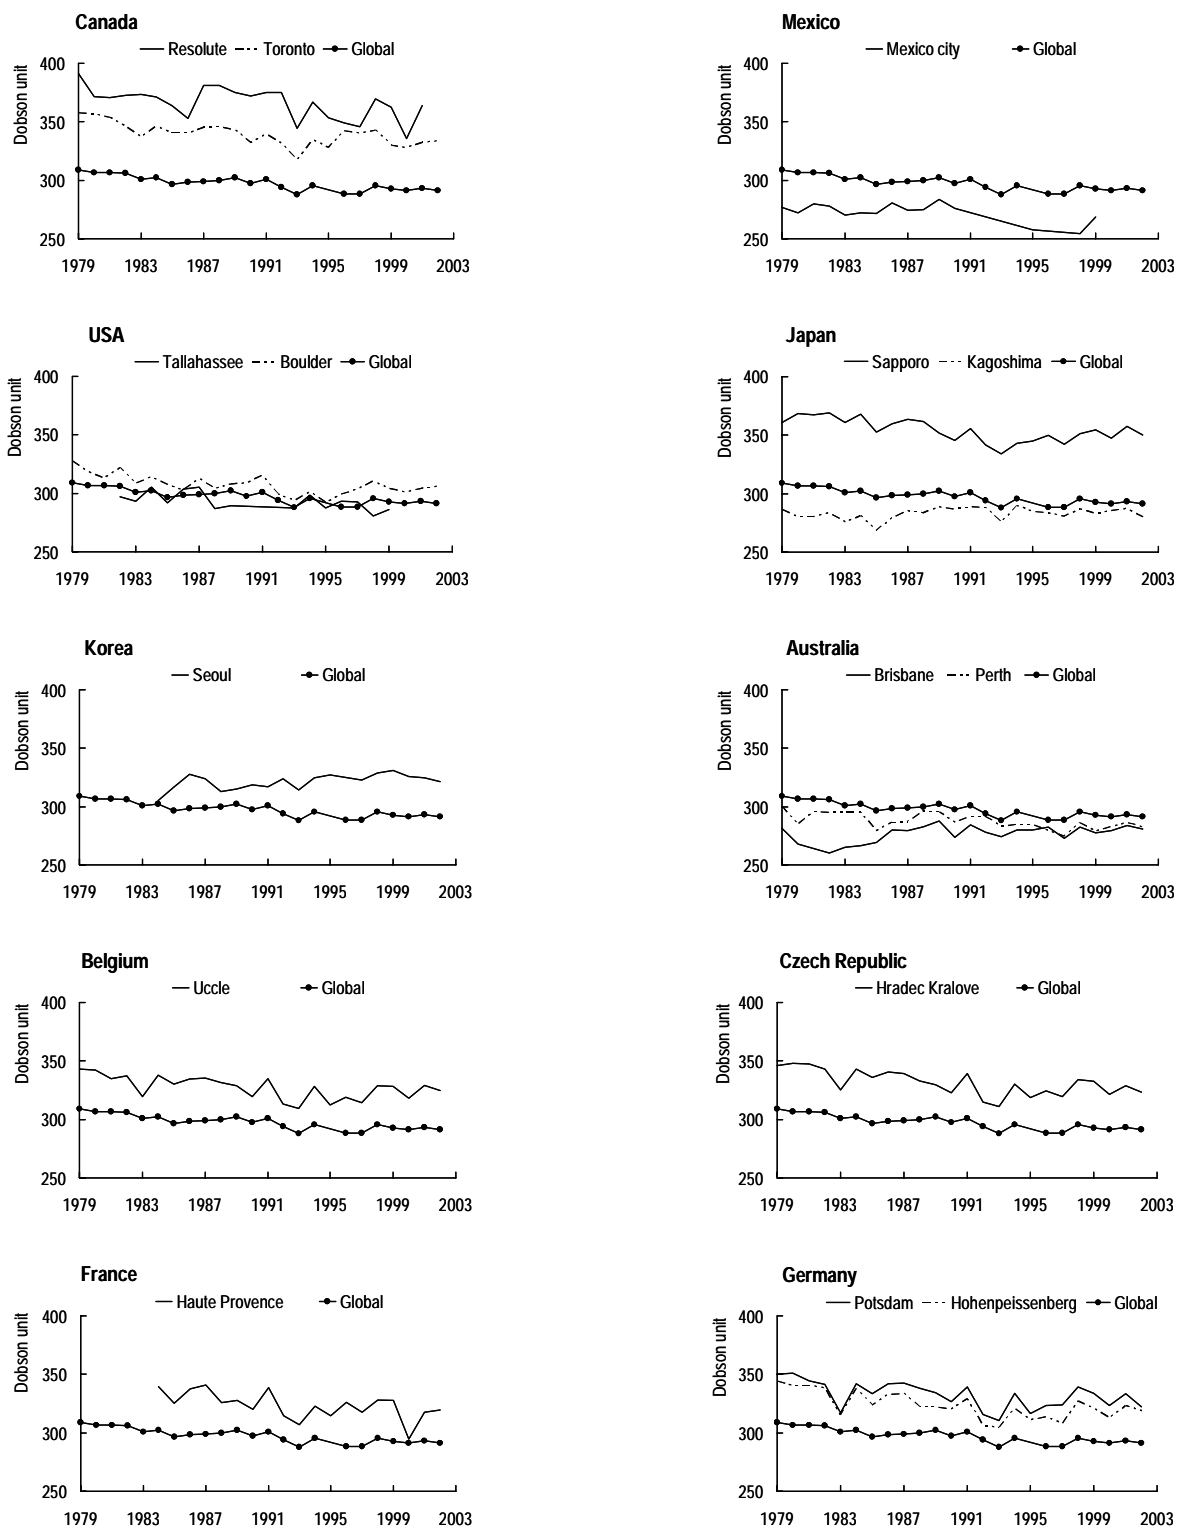 Canada
Resolute Toronto Global
Dobson unit
400
350
300
250
1979 1983 1987 1991 1995 1999 2003
Mexico
Mexico city Global
Dobson unit
400
350
300
250
1979 1983 1987 1991 1995 1999 2003
USA
Tallahassee Boulder Global
Dobson unit
400
350
300
250
1979 1983 1987 1991 1995 1999 2003
Japan
Sapporo Kagoshima Global
Dobson unit
400
350
300
250
1979 1983 1987 1991 1995 1999 2003
Korea
Seoul Global
Dobson unit
400
350
300
250
1979 1983 1987 1991 1995 1999 2003
Australia
Brisbane Perth Global
Dobson unit
400
350
300
250
1979 1983 1987 1991 1995 1999 2003
Belgium
Uccle Global
Dobson unit
400
350
300
250
1979 1983 1987 1991 1995 1999 2003
Czech Republic
Hradec Kralove Global
Dobson unit
400
350
300
250
1979 1983 1987 1991 1995 1999 2003
France
Haute Provence Global
Dobson unit
400
350
300
250
1979 1983 1987 1991 1995 1999 2003
Germany
Potsdam Hohenpeissenberg Global
Dobson unit
400
350
300
250
1979 1983 1987 1991 1995 1999 2003